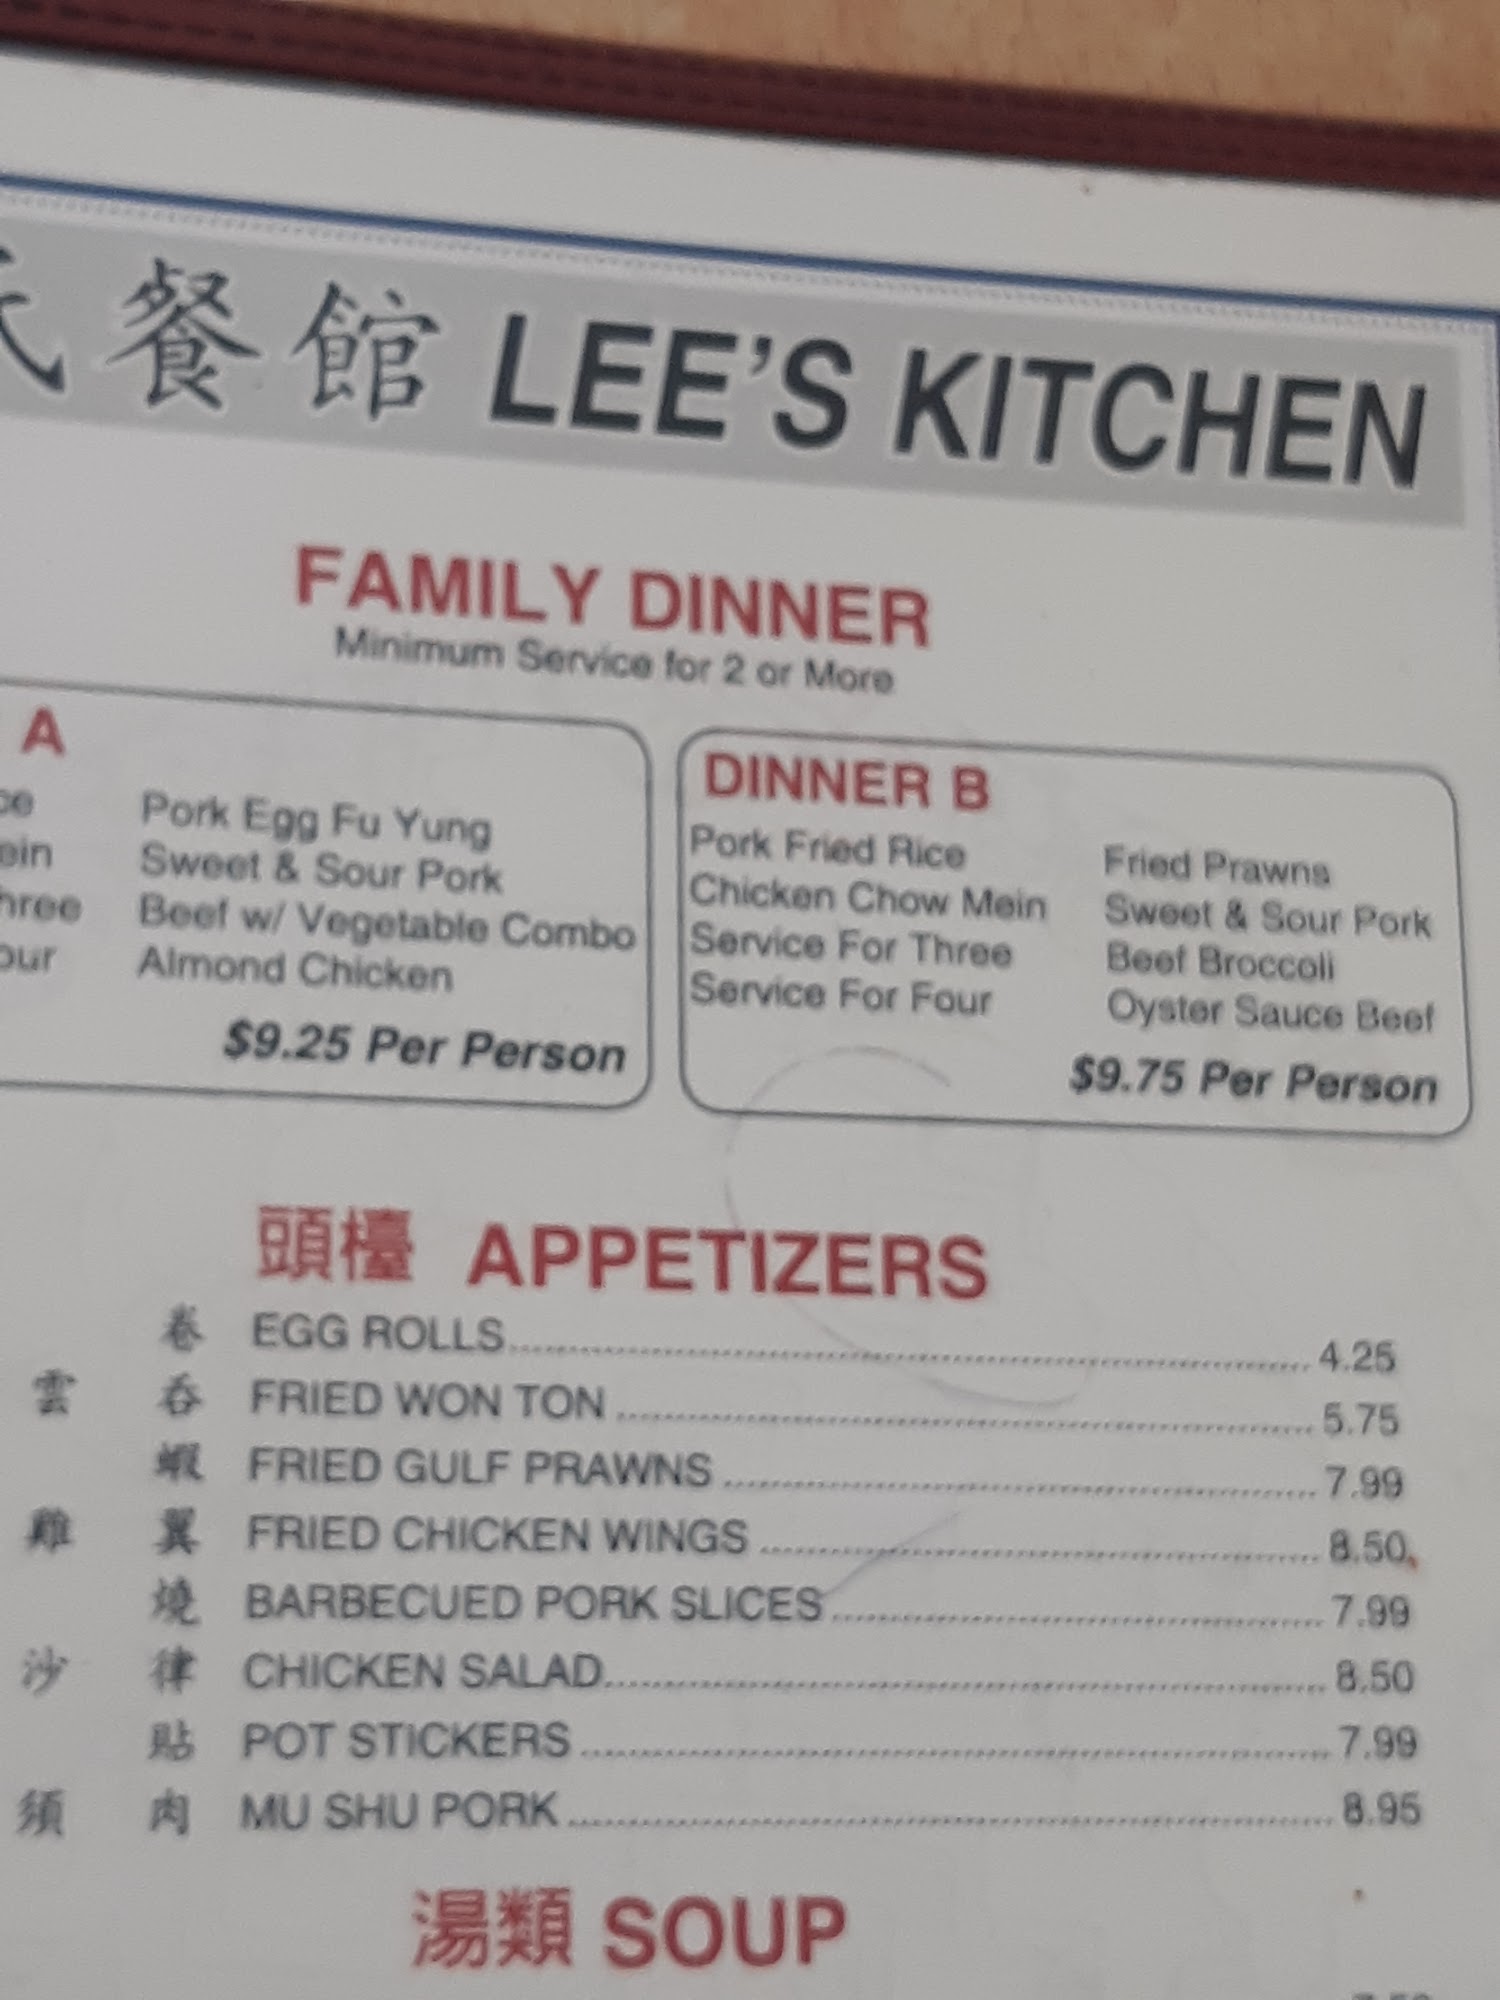 餐館 LEE'S KITCHEN
FAMILY DINNER
Minimum Service for 2 or More
A
Pork Egg Fu Yung
Sweet & Sour Pork
Beef w/ Vegetable Combo
Almond Chicken
$9.25 Per Person
DINNER B
Pork Fried Rice Fried Prawns
Chicken Chow Mein Sweet & Sour Pork
Service For Three Beef Broccoli
Service For Four Oyster Sauce Beef
$9.75 Per Person
頭檯 APPETIZERS
卷 EGG ROLLS 4.25
雲 吞 FRIED WON TON 5.75
蝦 FRIED GULF PRAWNS 7.99
雞 翼 FRIED CHICKEN WINGS 8.50
燒 BARBECUED PORK SLICES 7.99
沙 律 CHICKEN SALAD 8.50
貼 POT STICKERS 7.99
須 肉 MU SHU PORK 8.95
湯類 SOUP